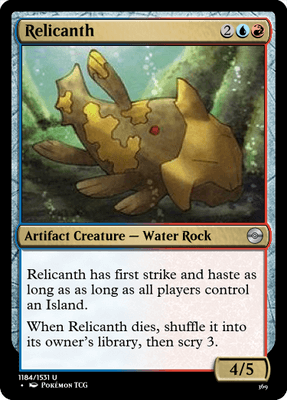 Relicanth 2
Artifact Creature — Water Rock
Relicanth has first strike and haste as
long as as long as all players control
an Island.
When Relicanth dies, shuffle it into
its owner's library, then scry 3.
4/5
1184/1531 U
• Pokémon TCG